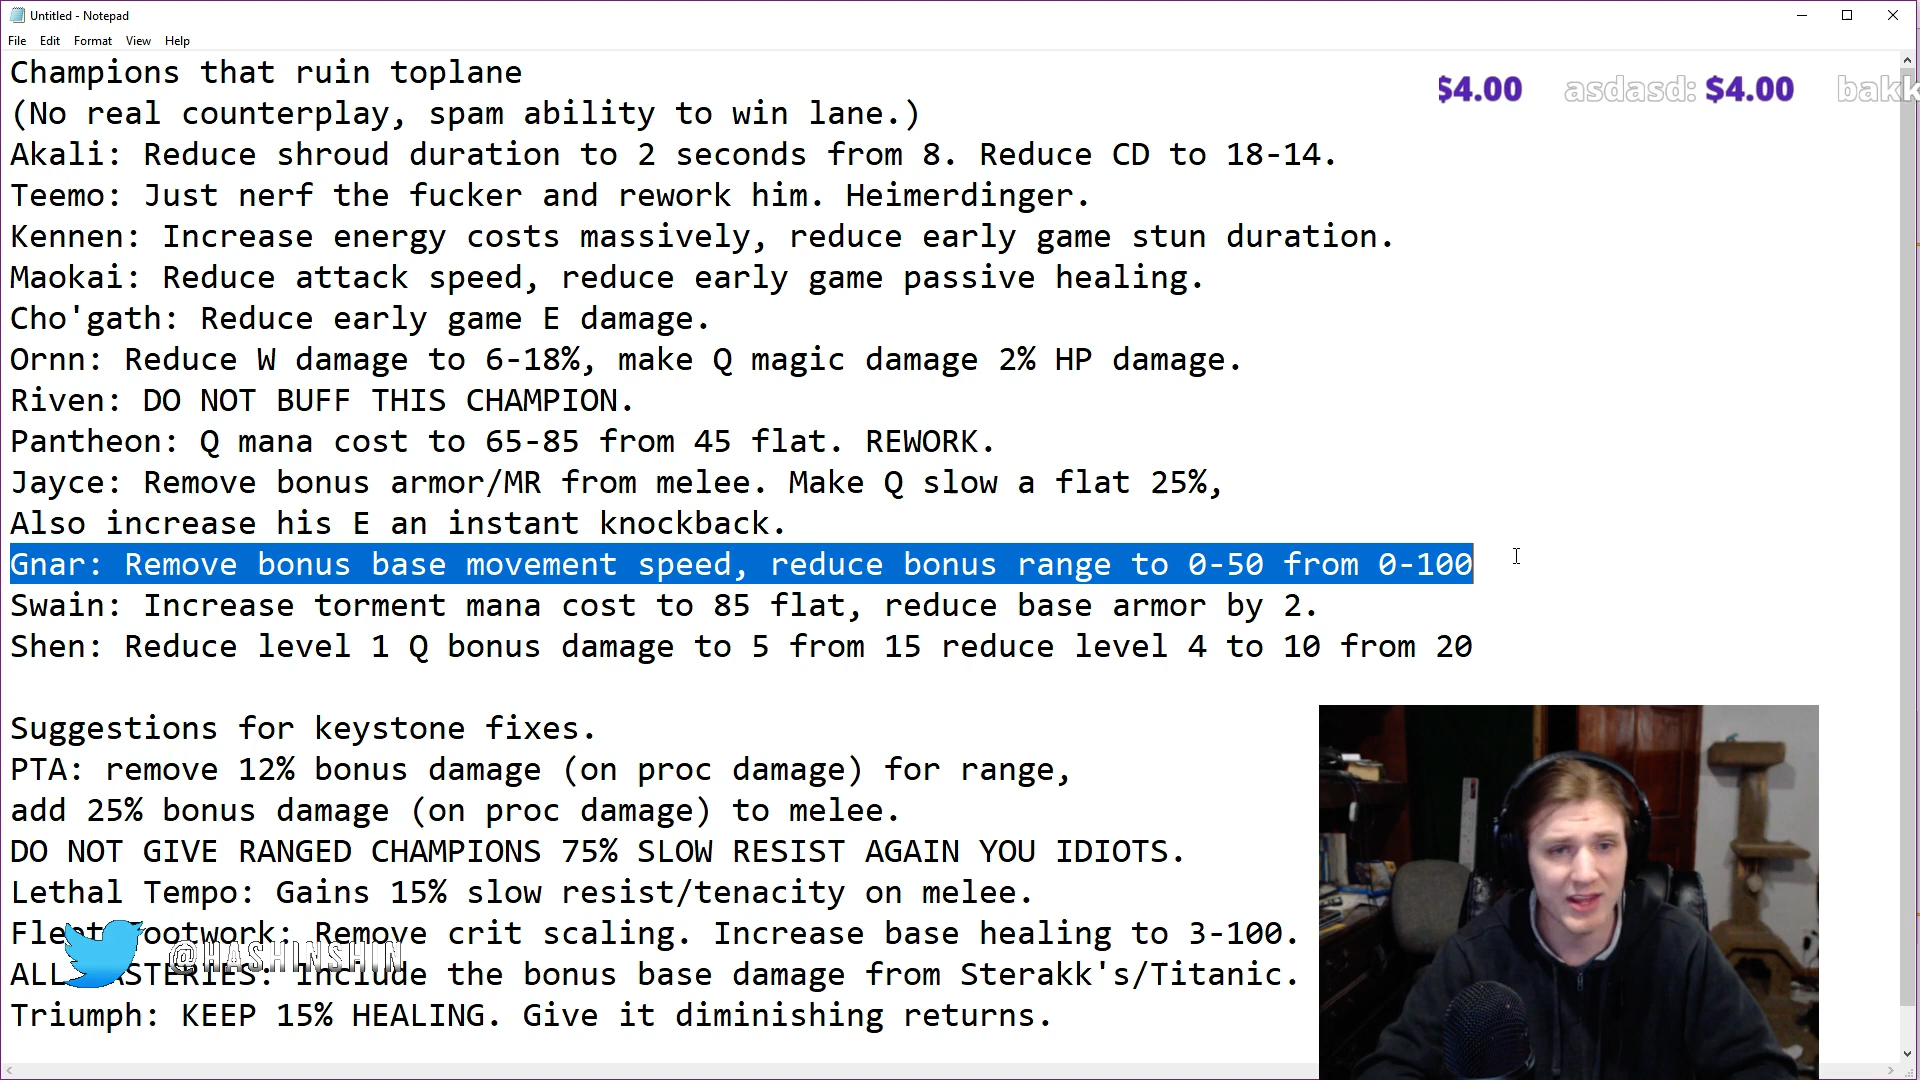 Untitled - Notepad
File Edit Format View Help
$4.00 asdasd: $4.00 bakk
Champions that ruin toplane
(No real counterplay, spam ability to win lane.)
Akali: Reduce shroud duration to 2 seconds from 8. Reduce CD to 18-14.
Teemo: Just nerf the fucker and rework him. Heimerdinger.
Kennen: Increase energy costs massively, reduce early game stun duration.
Maokai: Reduce attack speed, reduce early game passive healing.
Cho'gath: Reduce early game E damage.
Ornn: Reduce W damage to 6-18%, make Q magic damage 2% HP damage.
Riven: DO NOT BUFF THIS CHAMPION.
Pantheon: Q mana cost to 65-85 from 45 flat. REWORK.
Jayce: Remove bonus armor/MR from melee. Make Q slow a flat 25%,
Also increase his E an instant knockback.
Gnar: Remove bonus base movement speed, reduce bonus range to 0-50 from 0-100
Swain: Increase torment mana cost to 85 flat, reduce base armor by 2.
Shen: Reduce level 1 Q bonus damage to 5 from 15 reduce level 4 to 10 from 20
Suggestions for keystone fixes.
PTA: remove 12% bonus damage (on proc damage) for range,
add 25% bonus damage (on proc damage) to melee.
DO NOT GIVE RANGED CHAMPIONS 75% SLOW RESIST AGAIN YOU IDIOTS.
Lethal Tempo: Gains 15% slow resist/tenacity on melee.
Fleet Footwork: Remove crit scaling. Increase base healing to 3-100.
@HASHINSHIN
ALL MASTERIES: Include the bonus base damage from Sterakk's/Titanic.
Triumph: KEEP 15% HEALING. Give it diminishing returns.